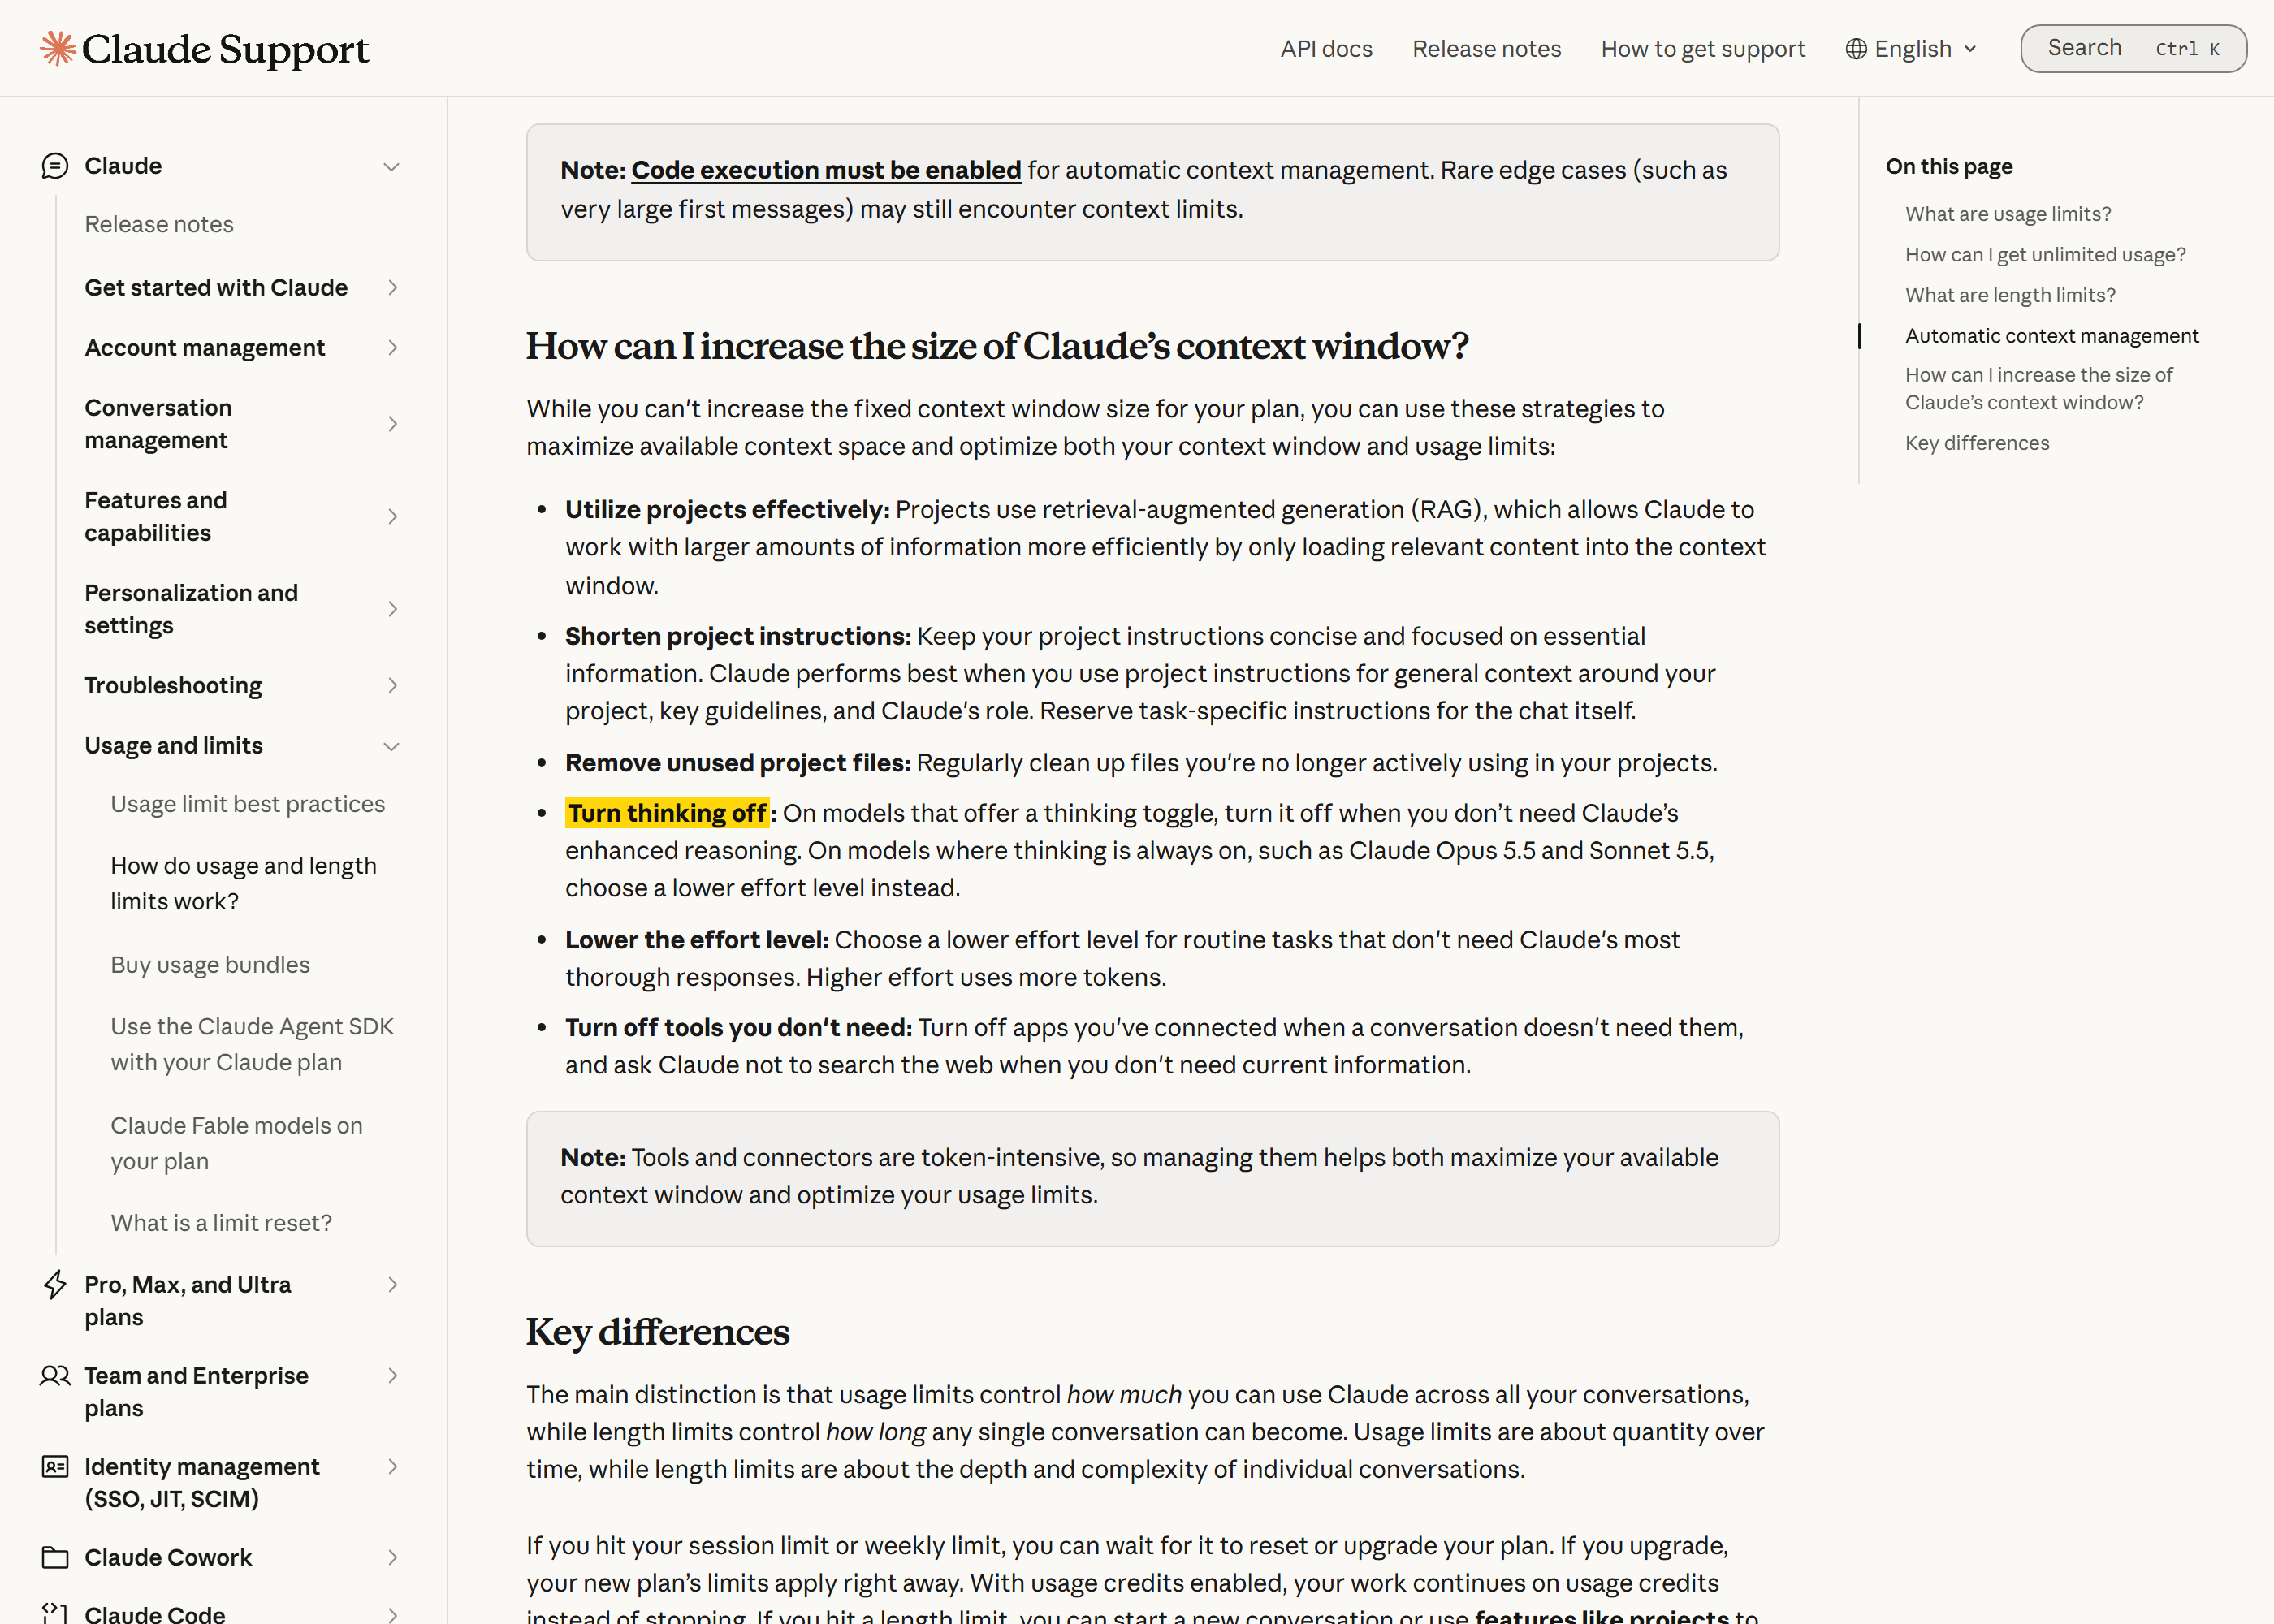 Claude Support
API docs
Release notes
How to get support
English
Search Ctrl K
Claude
Release notes
Get started with Claude
Account management
Conversation
management
Features and
capabilities
Personalization and
settings
Troubleshooting
Usage and limits
Usage limit best practices
How do usage and length
limits work?
Buy usage bundles
Use the Claude Agent SDK
with your Claude plan
Claude Fable models on
your plan
What is a limit reset?
Pro, Max, and Ultra
plans
Team and Enterprise
plans
Identity management
(SSO, JIT, SCIM)
Claude Cowork
Claude Code
Note: Code execution must be enabled for automatic context management. Rare edge cases (such as
very large first messages) may still encounter context limits.
How can I increase the size of Claude’s context window?
While you can't increase the fixed context window size for your plan, you can use these strategies to
maximize available context space and optimize both your context window and usage limits:
• Utilize projects effectively: Projects use retrieval-augmented generation (RAG), which allows Claude to
work with larger amounts of information more efficiently by only loading relevant content into the context
window.
• Shorten project instructions: Keep your project instructions concise and focused on essential
information. Claude performs best when you use project instructions for general context around your
project, key guidelines, and Claude's role. Reserve task-specific instructions for the chat itself.
• Remove unused project files: Regularly clean up files you're no longer actively using in your projects.
• Turn thinking off: On models that offer a thinking toggle, turn it off when you don’t need Claude’s
enhanced reasoning. On models where thinking is always on, such as Claude Opus 5.5 and Sonnet 5.5,
choose a lower effort level instead.
• Lower the effort level: Choose a lower effort level for routine tasks that don't need Claude's most
thorough responses. Higher effort uses more tokens.
• Turn off tools you don’t need: Turn off apps you've connected when a conversation doesn't need them,
and ask Claude not to search the web when you don't need current information.
Note: Tools and connectors are token-intensive, so managing them helps both maximize your available
context window and optimize your usage limits.
Key differences
The main distinction is that usage limits control how much you can use Claude across all your conversations,
while length limits control how long any single conversation can become. Usage limits are about quantity over
time, while length limits are about the depth and complexity of individual conversations.
If you hit your session limit or weekly limit, you can wait for it to reset or upgrade your plan. If you upgrade,
your new plan’s limits apply right away. With usage credits enabled, your work continues on usage credits
instead of stopping. If you hit a length limit, you can start a new conversation or use features like projects to
On this page
What are usage limits?
How can I get unlimited usage?
What are length limits?
Automatic context management
How can I increase the size of
Claude’s context window?
Key differences